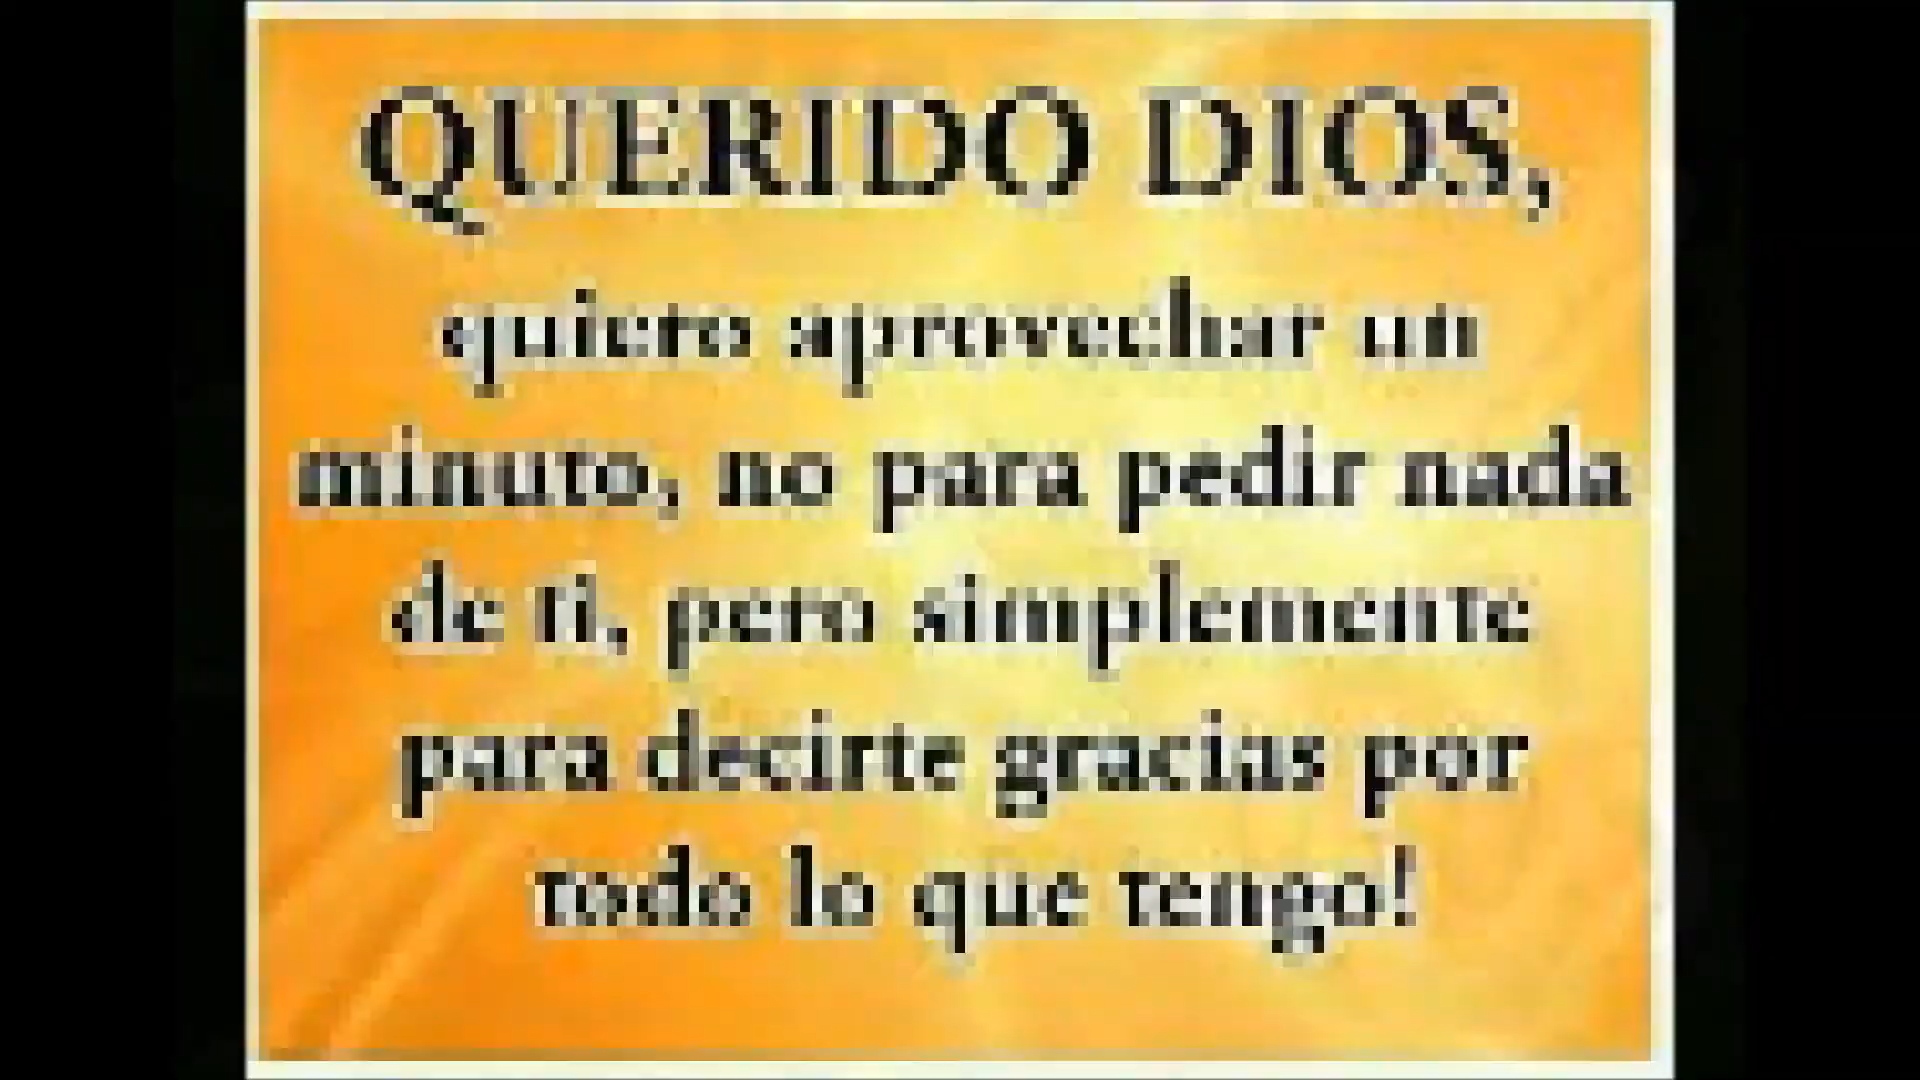 QUERIDO DIOS,
quiero aprovechar un
minuto, no para pedir nada
de ti, pero simplemente
para decirte gracias por
todo lo que tengo!